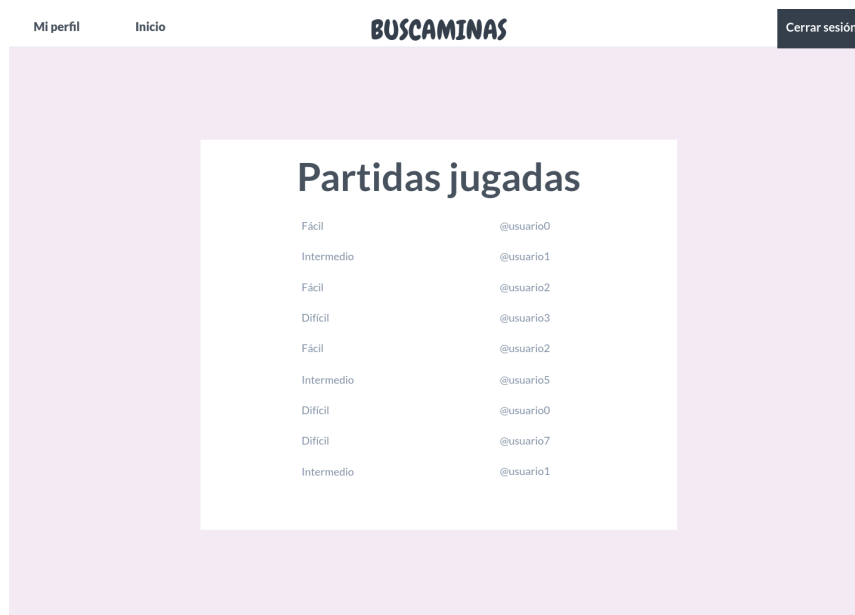 Mi perfil Inicio BUSCAMINAS Cerrar sesión
Partidas jugadas
Fácil @usuario0
Intermedio @usuario1
Fácil @usuario2
Difícil @usuario3
Fácil @usuario2
Intermedio @usuario5
Difícil @usuario0
Difícil @usuario7
Intermedio @usuario1